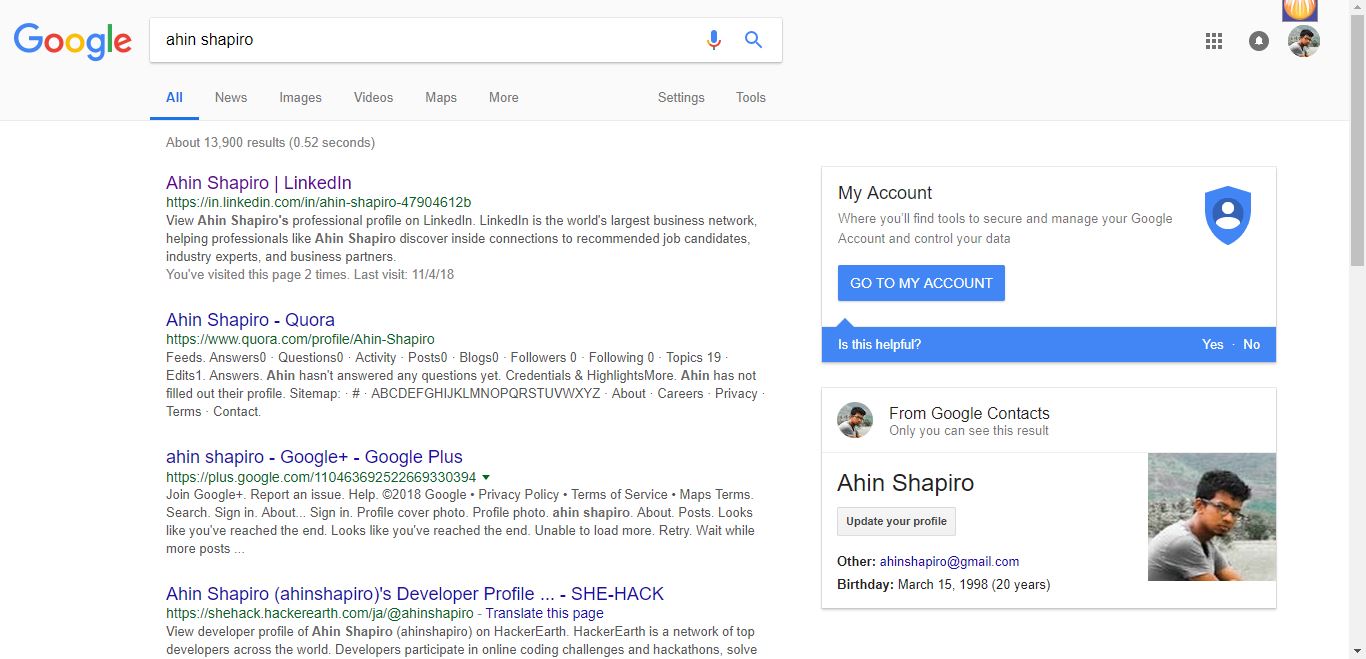 Google
ahin shapiro
All News Images Videos Maps More Settings Tools
About 13,900 results (0.52 seconds)
Ahin Shapiro | LinkedIn
https://in.linkedin.com/in/ahin-shapiro-47904612b
View Ahin Shapiro's professional profile on LinkedIn. LinkedIn is the world's largest business network,
helping professionals like Ahin Shapiro discover inside connections to recommended job candidates,
industry experts, and business partners.
You've visited this page 2 times. Last visit: 11/4/18
Ahin Shapiro - Quora
https://www.quora.com/profile/Ahin-Shapiro
Feeds. Answers0 · Questions0 · Activity · Posts0 · Blogs0 · Followers 0 · Following 0 · Topics 19 ·
Edits1. Answers. Ahin hasn't answered any questions yet. Credentials & HighlightsMore. Ahin has not
filled out their profile. Sitemap: · # · ABCDEFGHIJKLMNOPQRSTUVWXYZ · About · Careers · Privacy ·
Terms · Contact.
ahin shapiro - Google+ - Google Plus
https://plus.google.com/110463692522669330394
Join Google+. Report an issue. Help. ©2018 Google • Privacy Policy • Terms of Service • Maps Terms.
Search. Sign in. About... Sign in. Profile cover photo. Profile photo. ahin shapiro. About. Posts. Looks
like you've reached the end. Looks like you've reached the end. Unable to load more. Retry. Wait while
more posts ...
Ahin Shapiro (ahinshapiro)'s Developer Profile ... - SHE-HACK
https://shehack.hackerearth.com/ja/@ahinshapiro - Translate this page
View developer profile of Ahin Shapiro (ahinshapiro) on HackerEarth. HackerEarth is a network of top
developers across the world. Developers participate in online coding challenges and hackathons, solve
My Account
Where you'll find tools to secure and manage your Google
Account and control your data
GO TO MY ACCOUNT
Is this helpful? Yes · No
From Google Contacts
Only you can see this result
Ahin Shapiro
Update your profile
Other: ahinshapiro@gmail.com
Birthday: March 15, 1998 (20 years)